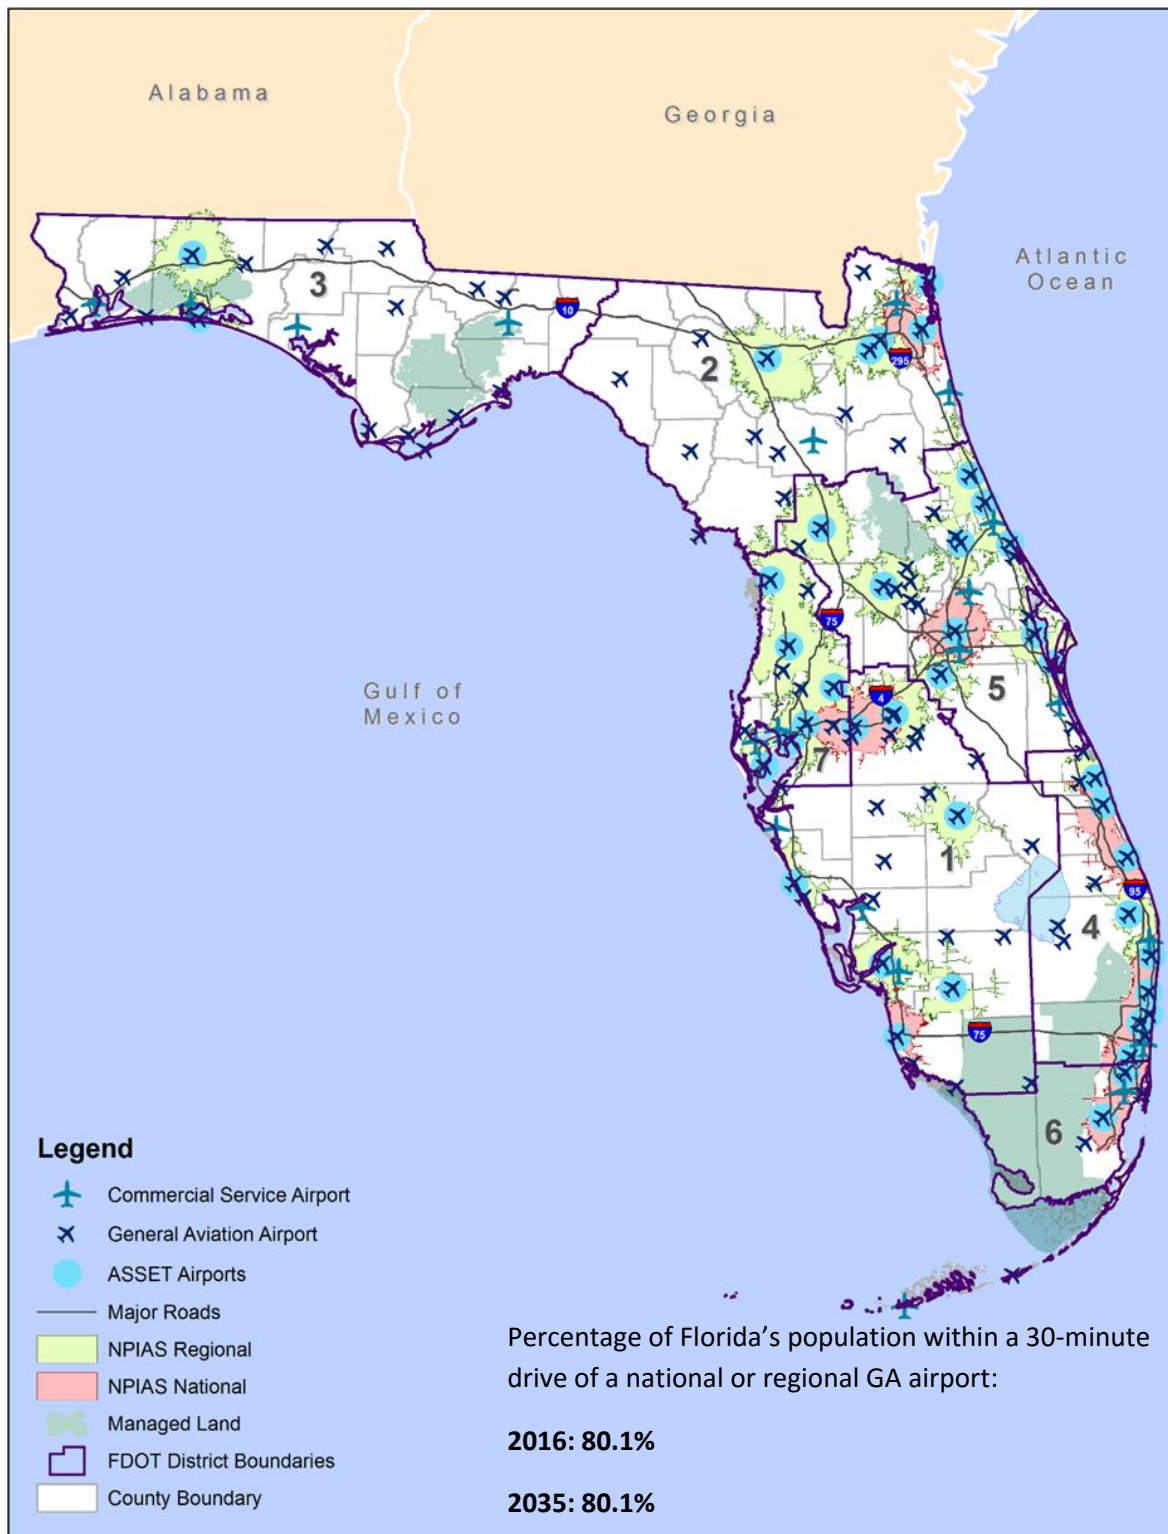 Alabama
Georgia
Atlantic
Ocean
3
10
2
295
75
5
Gulf of
Mexico
4
7
1
95
4
75
6
Legend
Commercial Service Airport
General Aviation Airport
ASSET Airports
Major Roads
NPIAS Regional
NPIAS National
Managed Land
FDOT District Boundaries
County Boundary
Percentage of Florida’s population within a 30-minute
drive of a national or regional GA airport:
2016: 80.1%
2035: 80.1%